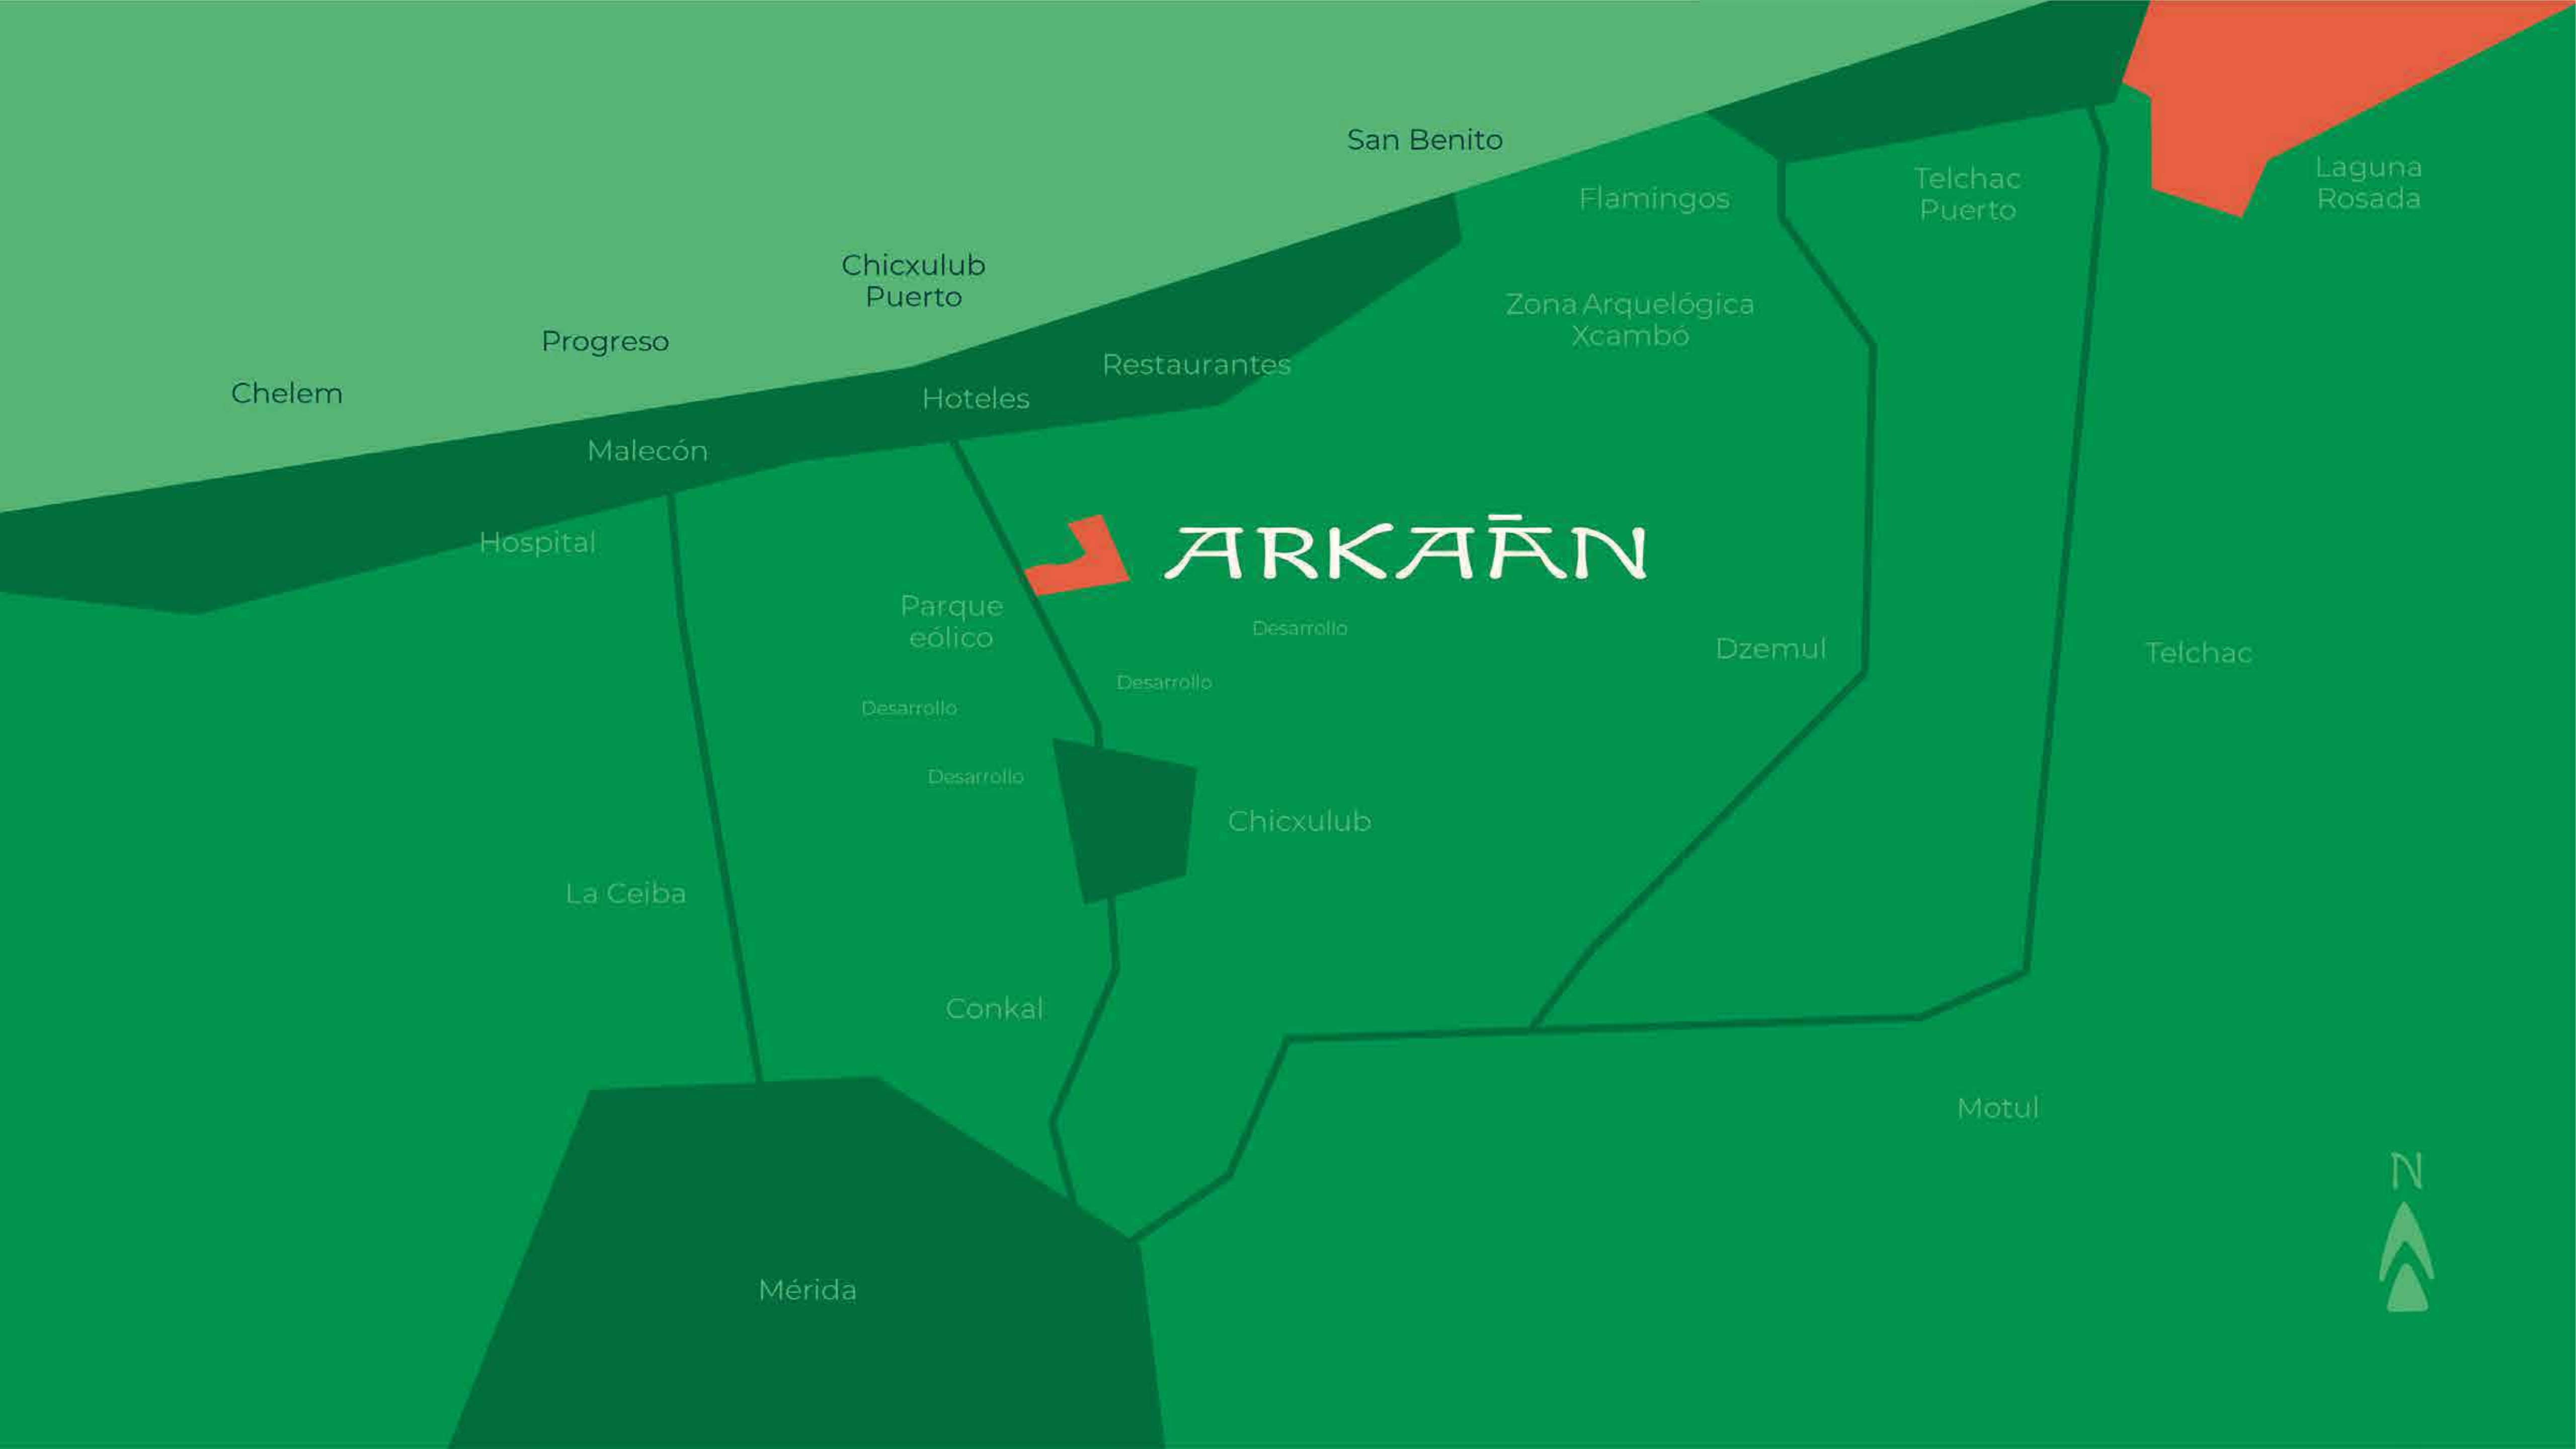 San Benito
Flamingos
Telchac
Puerto
Laguna
Rosada
Chicxulub
Puerto
Zona Arquelógica
Xcambó
Progreso
Restaurantes
Chelem
Hoteles
Malecón
Hospital
ARKAĀN
Parque
eólico
Desarrollo
Dzemul
Telchac
Desarrollo
Desarrollo
Desarrollo
Chicxulub
La Ceiba
Conkal
Motul
N
Mérida